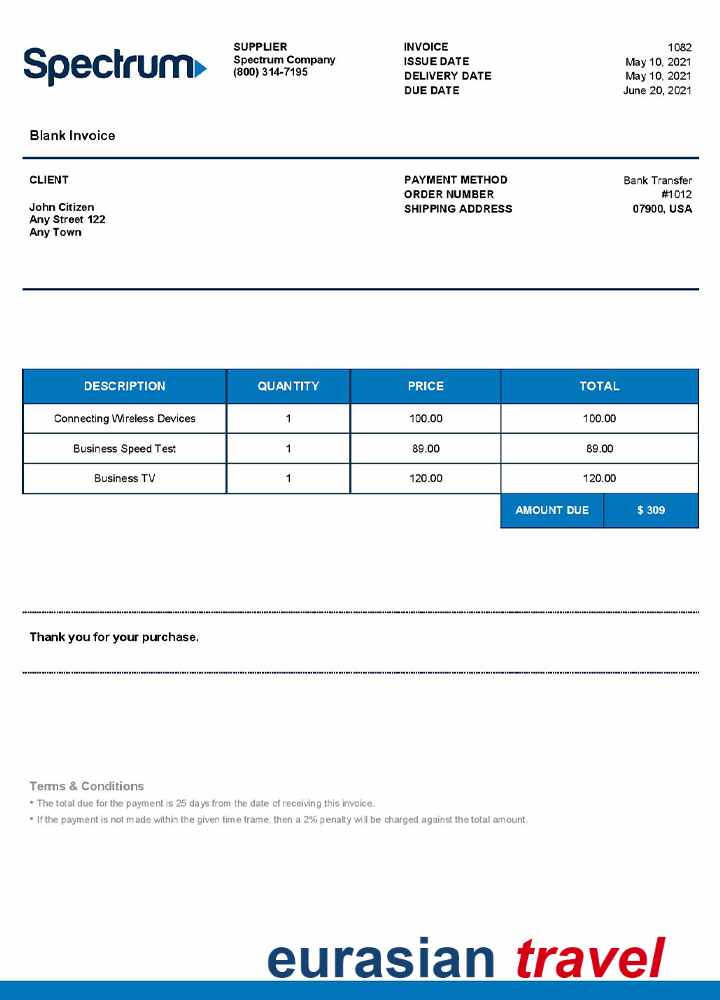 Spectrum
SUPPLIER
Spectrum Company
(800) 314-7195
INVOICE 1082
ISSUE DATE May 10, 2021
DELIVERY DATE May 10, 2021
DUE DATE June 20, 2021
Blank Invoice
CLIENT
John Citizen
Any Street 122
Any Town
PAYMENT METHOD Bank Transfer
ORDER NUMBER #1012
SHIPPING ADDRESS 07900, USA
DESCRIPTION QUANTITY PRICE TOTAL
Connecting Wireless Devices 1 100.00 100.00
Business Speed Test 1 89.00 89.00
Business TV 1 120.00 120.00
AMOUNT DUE $ 309
Thank you for your purchase.
Terms & Conditions
* The total due for the payment is 25 days from the date of receiving this invoice.
* If the payment is not made within the given time frame, then a 2% penalty will be charged against the total amount.
eurasian travel